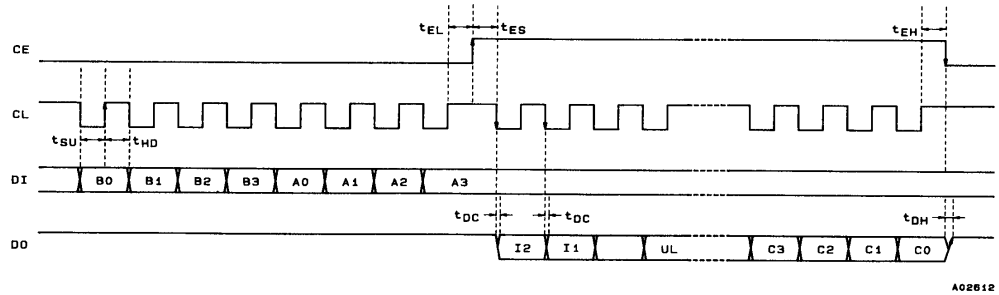 tEL tES tEH
CE
CL
tSU tHD
DI B0 B1 B2 B3 A0 A1 A2 A3
tDC tDC tDH
DO I2 I1 UL C3 C2 C1 C0
A02612